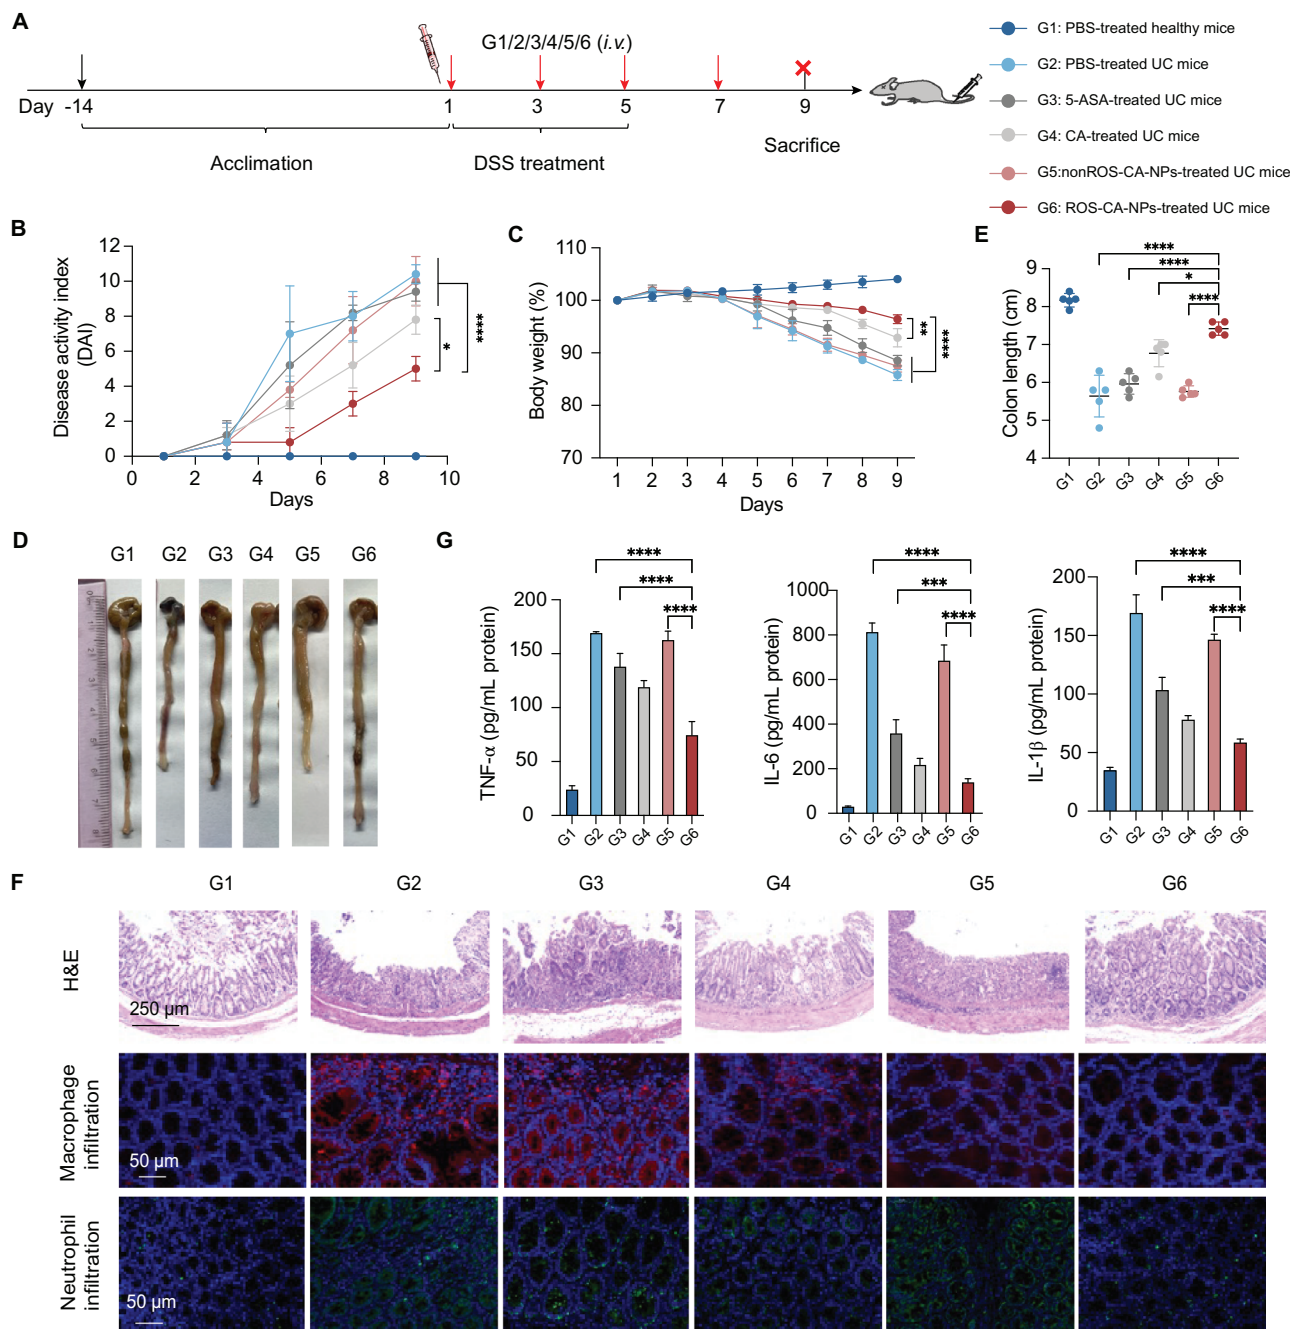 A
G1/2/3/4/5/6 (i.v.)
Day -14 1 3 5 7 9
Acclimation
DSS treatment
Sacrifice
G1: PBS-treated healthy mice
G2: PBS-treated UC mice
G3: 5-ASA-treated UC mice
G4: CA-treated UC mice
G5:nonROS-CA-NPs-treated UC mice
G6: ROS-CA-NPs-treated UC mice
B
Disease activity index
(DAI)
12
10
8
6
4
2
0
0 2 4 6 8 10
Days
*
****
C
Body weight (%)
110
100
90
80
70
1 2 3 4 5 6 7 8 9
Days
**
****
E
Colon length (cm)
****
****
*
****
9
8
7
6
5
4
G1 G2 G3 G4 G5 G6
D
G1 G2 G3 G4 G5 G6
G
TNF-α (pg/mL protein)
****
****
****
200
150
100
50
0
G1 G2 G3 G4 G5 G6
IL-6 (pg/mL protein)
****
***
****
1000
800
600
400
200
0
G1 G2 G3 G4 G5 G6
IL-1β (pg/mL protein)
****
***
****
200
150
100
50
0
G1 G2 G3 G4 G5 G6
F
G1 G2 G3 G4 G5 G6
H&E
250 µm
Macrophage
infiltration
50 µm
Neutrophil
infiltration
50 µm